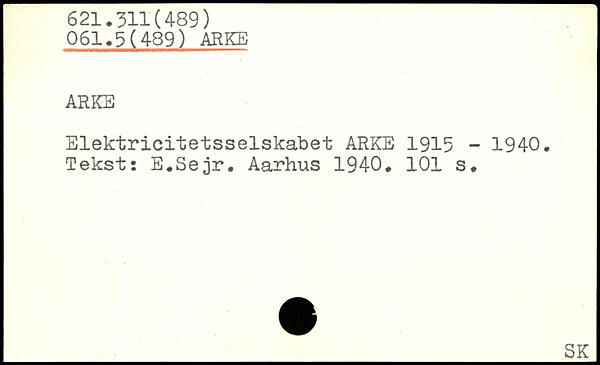 621.311(489)
061.5(489) ARKE
ARKE
Elektricitetsselskabet ARKE 1915 - 1940.
Tekst: E.Sejr. Aarhus 1940. 101 s.
SK